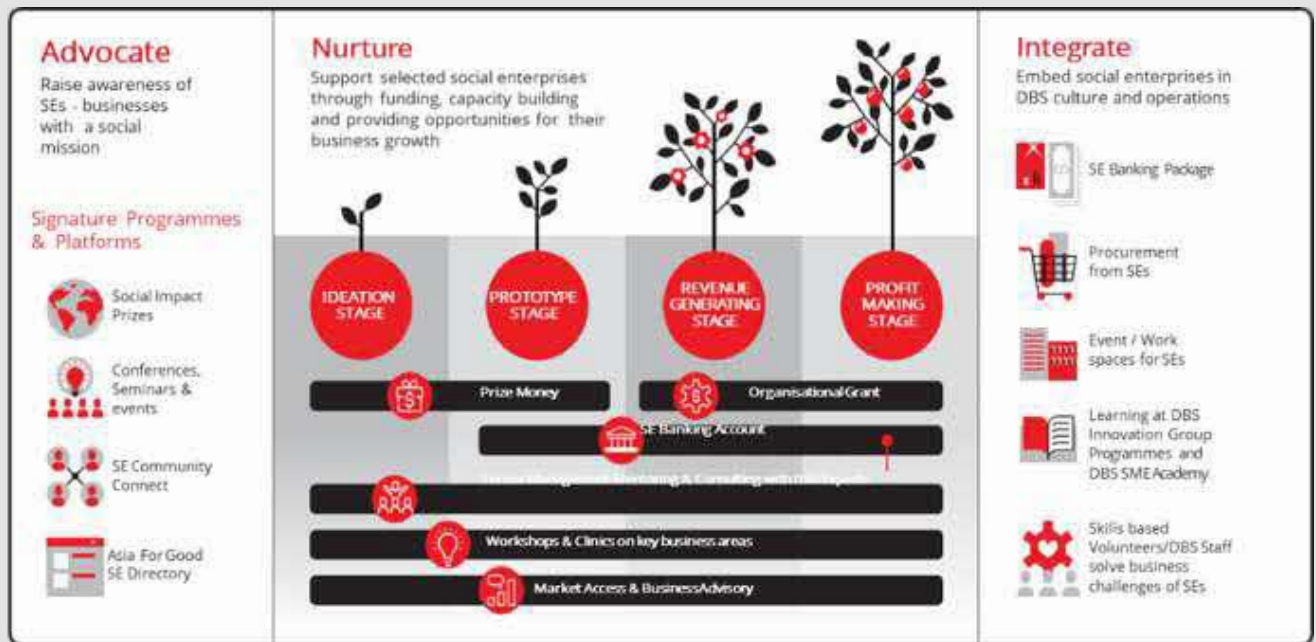 Advocate
Raise awareness of
SEs - businesses
with a social
mission
Signature Programmes
& Platforms
Social Impact
Prizes
Conferences,
Seminars &
events
SE Community
Connect
Asia For Good
SE Directory
Nurture
Support selected social enterprises
through funding, capacity building
and providing opportunities for their
business growth
IDEATION
STAGE
PROTOTYPE
STAGE
REVENUE
GENERATING
STAGE
PROFIT
MAKING
STAGE
Prize Money
Organisational Grant
SE Banking Account
Workshops & Clinics on key business areas
Market Access & Business Advisory
Integrate
Embed social enterprises in
DBS culture and operations
SE Banking Package
Procurement
from SEs
Event / Work
spaces for SEs
Learning at DBS
Innovation Group
Programmes and
DBS SME Academy
Skills based
Volunteers/DBS Staff
solve business
challenges of SEs